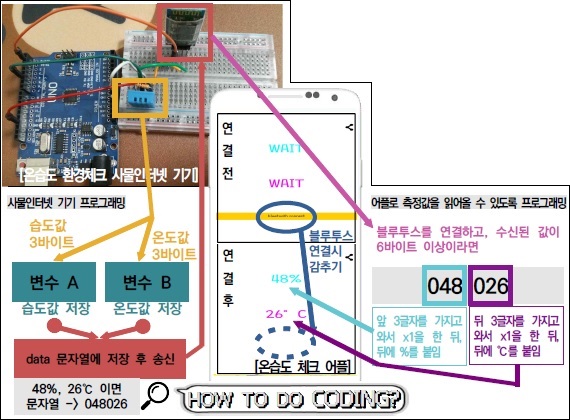 UNO
[온습도 환경체크 사물인터넷 기기]
사물인터넷 기기 프로그래밍
습도값
3바이트
온도값
3바이트
변수 A
변수 B
습도값 저장
온도값 저장
data 문자열에 저장 후 송신
48%, 26℃ 이면
문자열 -> 048026
연결 전
WAIT
WAIT
블루투스
연결시
감추기
연결 후
48%
26° C
[온습도 체크 어플]
어플로 측정값을 읽어올 수 있도록 프로그래밍
블루투스를 연결하고, 수신된 값이
6바이트 이상이라면
048
026
앞 3글자를 가지고
와서 x1을 한 뒤,
뒤에 %를 붙임
뒤 3글자를 가지고
와서 x1을 한 뒤,
뒤에 ℃를 붙임
HOW TO DO CODING?